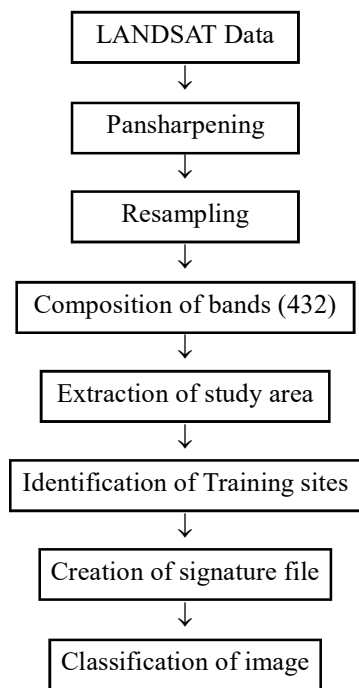 LANDSAT Data
↓
Pansharpening
↓
Resampling
↓
Composition of bands (432)
↓
Extraction of study area
↓
Identification of Training sites
↓
Creation of signature file
↓
Classification of image